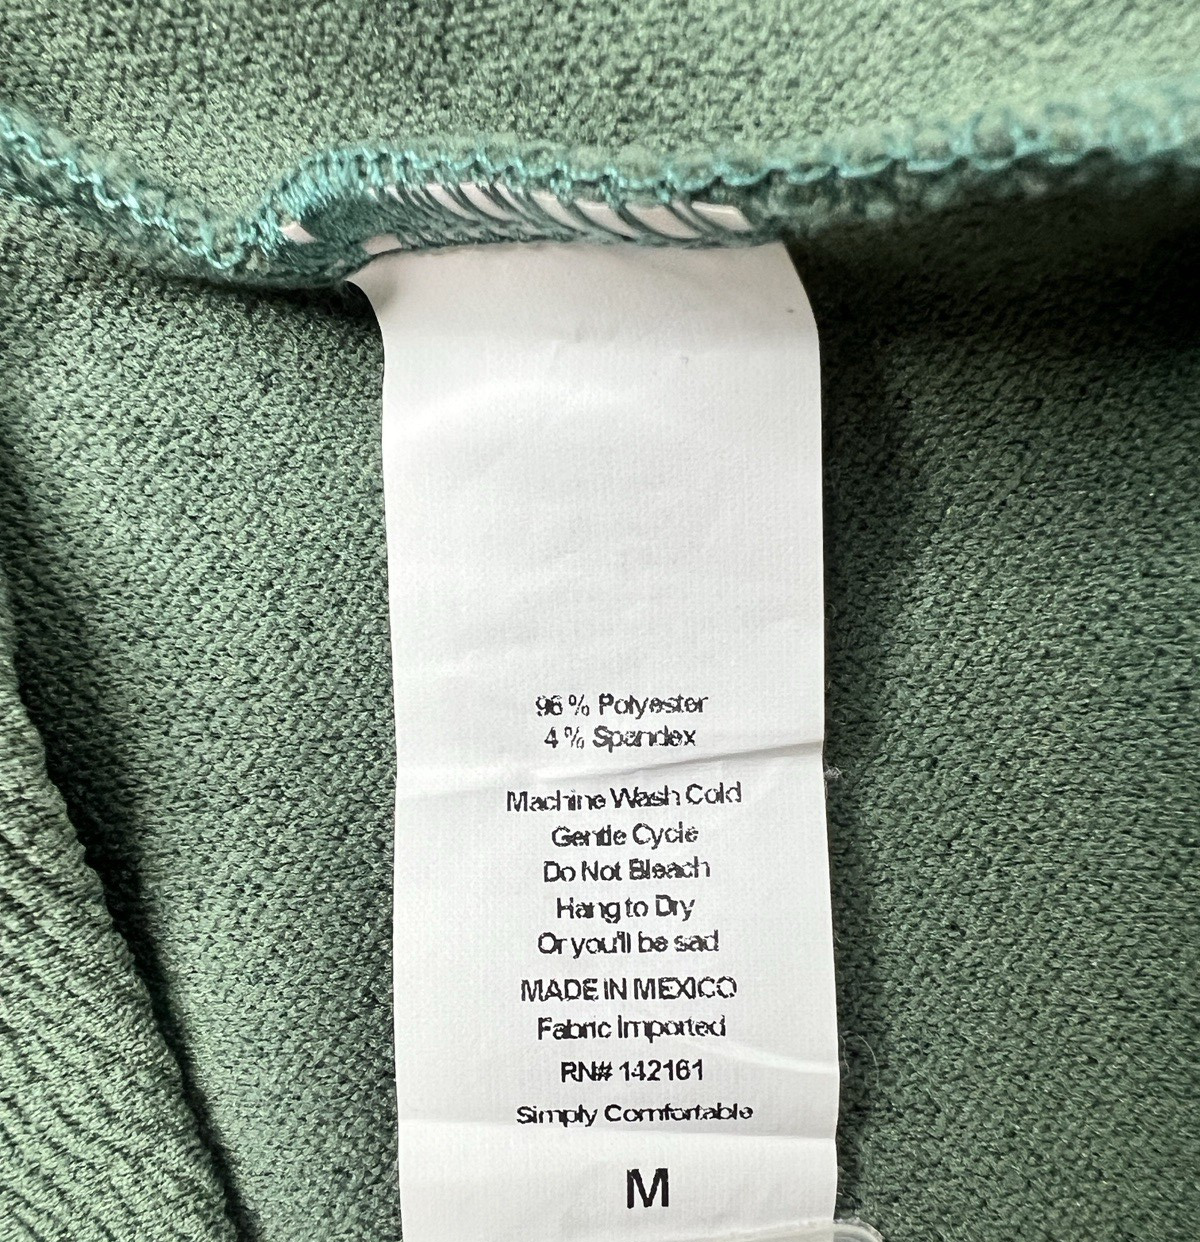 96% Polyester
4% Spandex
Machine Wash Cold
Gentle Cycle
Do Not Bleach
Hang to Dry
Or you'll be sad
MADE IN MEXICO
Fabric Imported
RN# 142161
Simply Comfortable
M